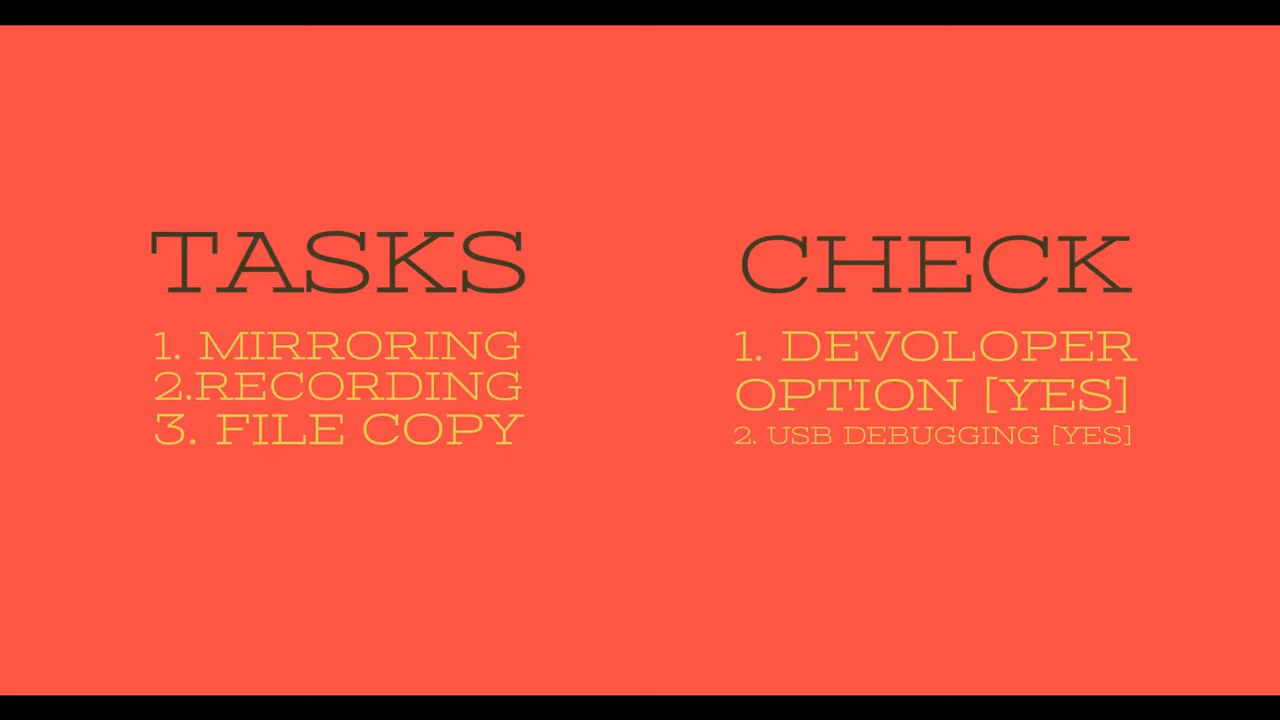 TASKS
1. MIRRORING
2.RECORDING
3. FILE COPY
CHECK
1. DEVOLOPER
OPTION [YES]
2. USB DEBUGGING [YES]